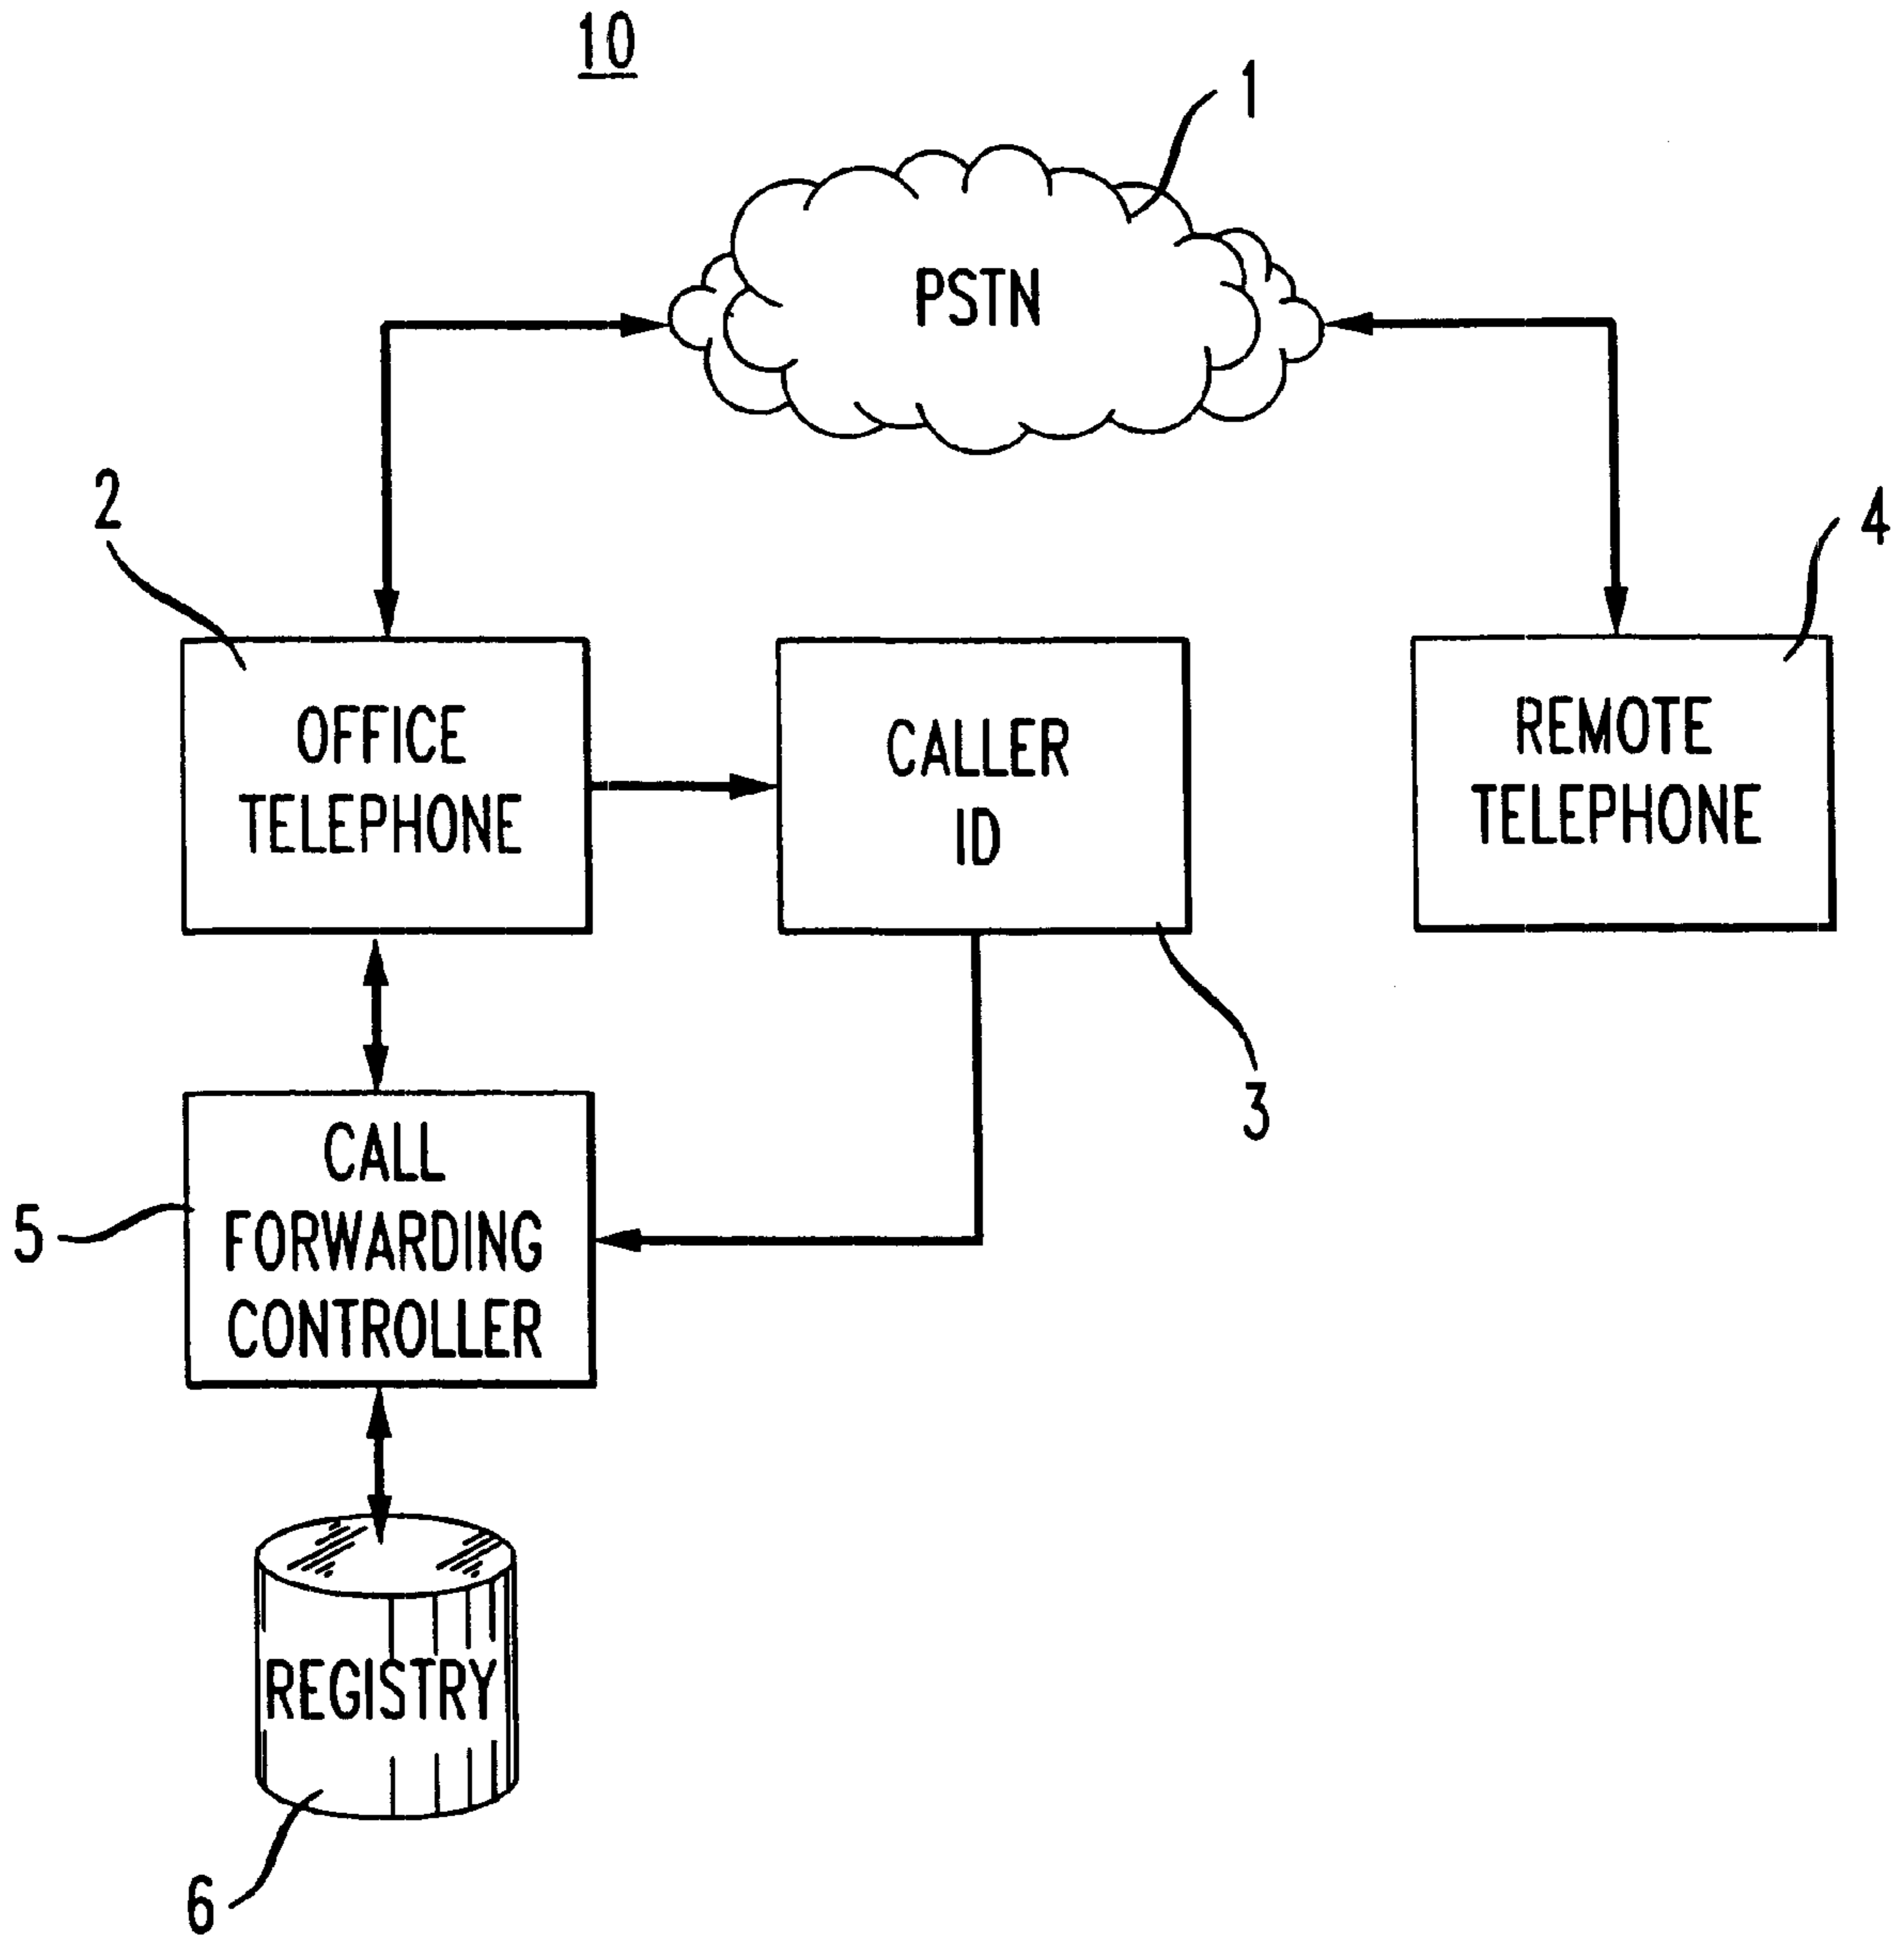 10
1
PSTN
2
4
OFFICE
TELEPHONE
CALLER
ID
REMOTE
TELEPHONE
3
5
CALL
FORWARDING
CONTROLLER
REGISTRY
6